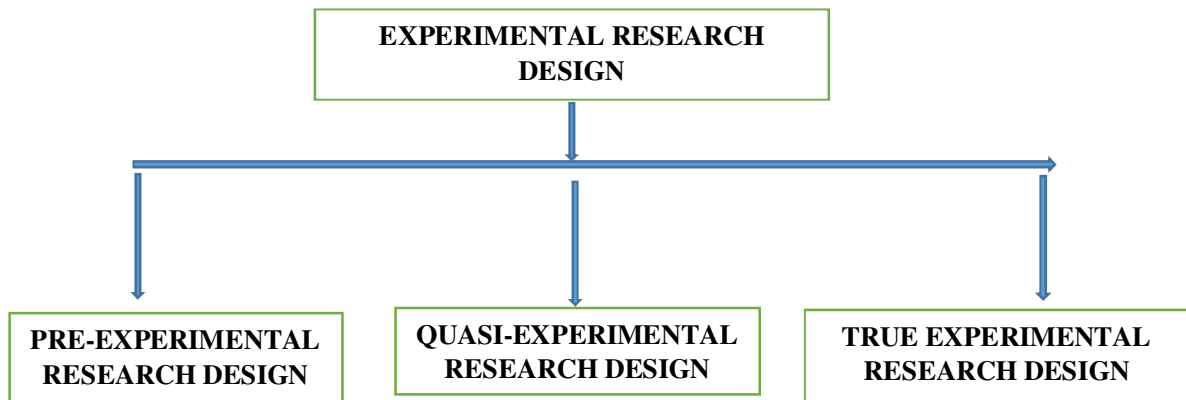 EXPERIMENTAL RESEARCH
DESIGN
PRE-EXPERIMENTAL
RESEARCH DESIGN
QUASI-EXPERIMENTAL
RESEARCH DESIGN
TRUE EXPERIMENTAL
RESEARCH DESIGN